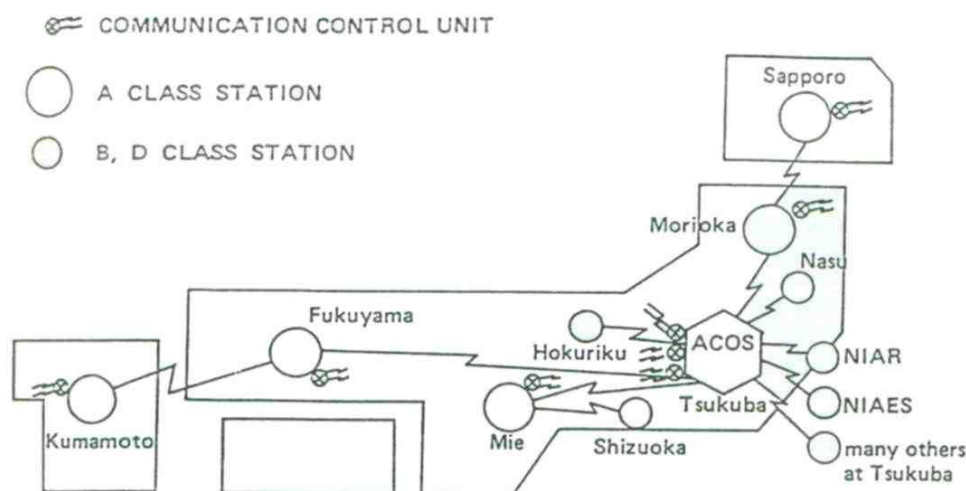 COMMUNICATION CONTROL UNIT
A CLASS STATION
B, D CLASS STATION
Sapporo
Morioka
Nasu
Fukuyama
Hokuriku
ACOS
NIAR
Tsukuba
NIAES
Kumamoto
Mie
Shizuoka
many others
at Tsukuba